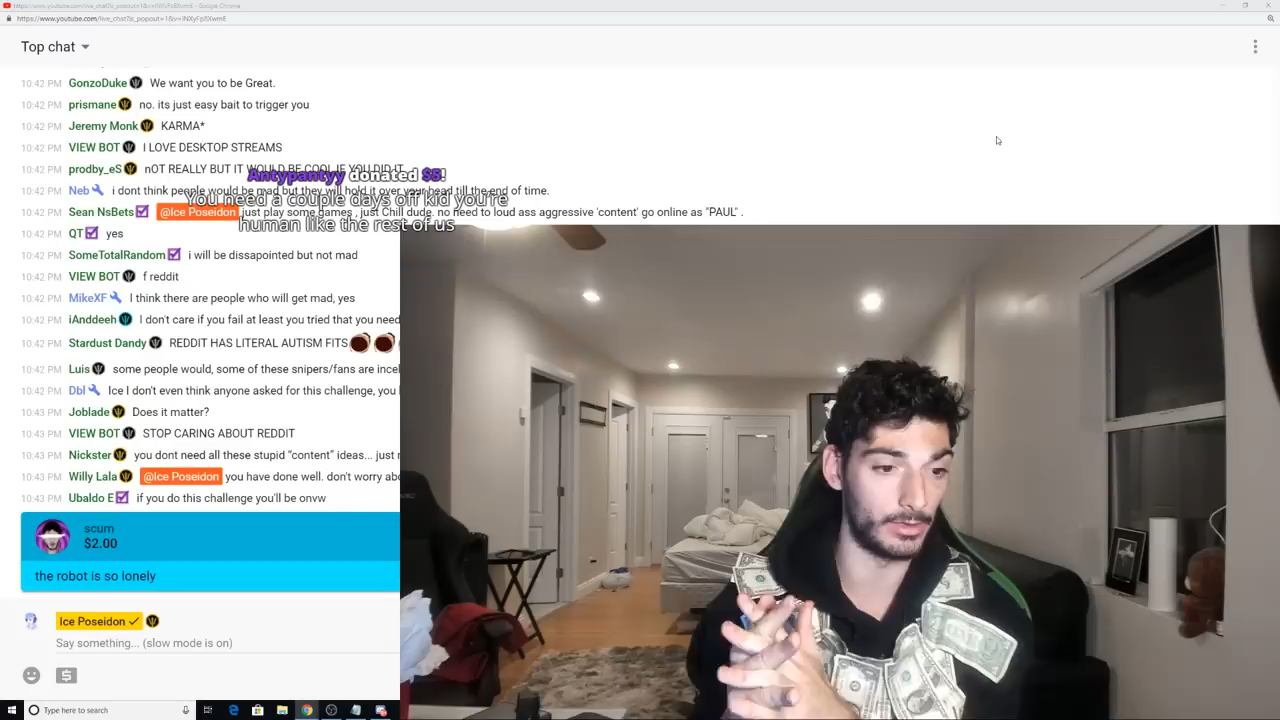 https://www.youtube.com/live_chat?is_popout=1&v=lNXyFpl9XwmE
Top chat
10:42 PM GonzoDuke We want you to be Great.
10:42 PM prismane no. its just easy bait to trigger you
10:42 PM Jeremy Monk KARMA*
10:42 PM VIEW BOT I LOVE DESKTOP STREAMS
10:42 PM prodby_eS nOT REALLY BUT IT WOULD BE COOL IF YOU DID IT
Antypantyy donated $5!
10:42 PM Neb i dont think people would be mad but they will hold it over your head till the end of time.
You need a couple days off kid you're
10:42 PM Sean NsBets @Ice Poseidon just play some games , just Chill dude. no need to loud ass aggressive 'content' go online as "PAUL" .
human like the rest of us
10:42 PM QT yes
10:42 PM SomeTotalRandom i will be dissapointed but not mad
10:42 PM VIEW BOT f reddit
10:42 PM MikeXF I think there are people who will get mad, yes
10:42 PM iAnddeeh I don't care if you fail at least you tried that you need
10:42 PM Stardust Dandy REDDIT HAS LITERAL AUTISM FITS
10:42 PM Luis some people would, some of these snipers/fans are incel
10:42 PM Dbl Ice I don't even think anyone asked for this challenge, you
10:43 PM Joblade Does it matter?
10:43 PM VIEW BOT STOP CARING ABOUT REDDIT
10:43 PM Nickster you dont need all these stupid "content" ideas... just
10:43 PM Willy Lala @Ice Poseidon you have done well. don't worry abo
10:43 PM Ubaldo E if you do this challenge you'll be onvw
scum
$2.00
the robot is so lonely
Ice Poseidon
Say something... (slow mode is on)
Type here to search